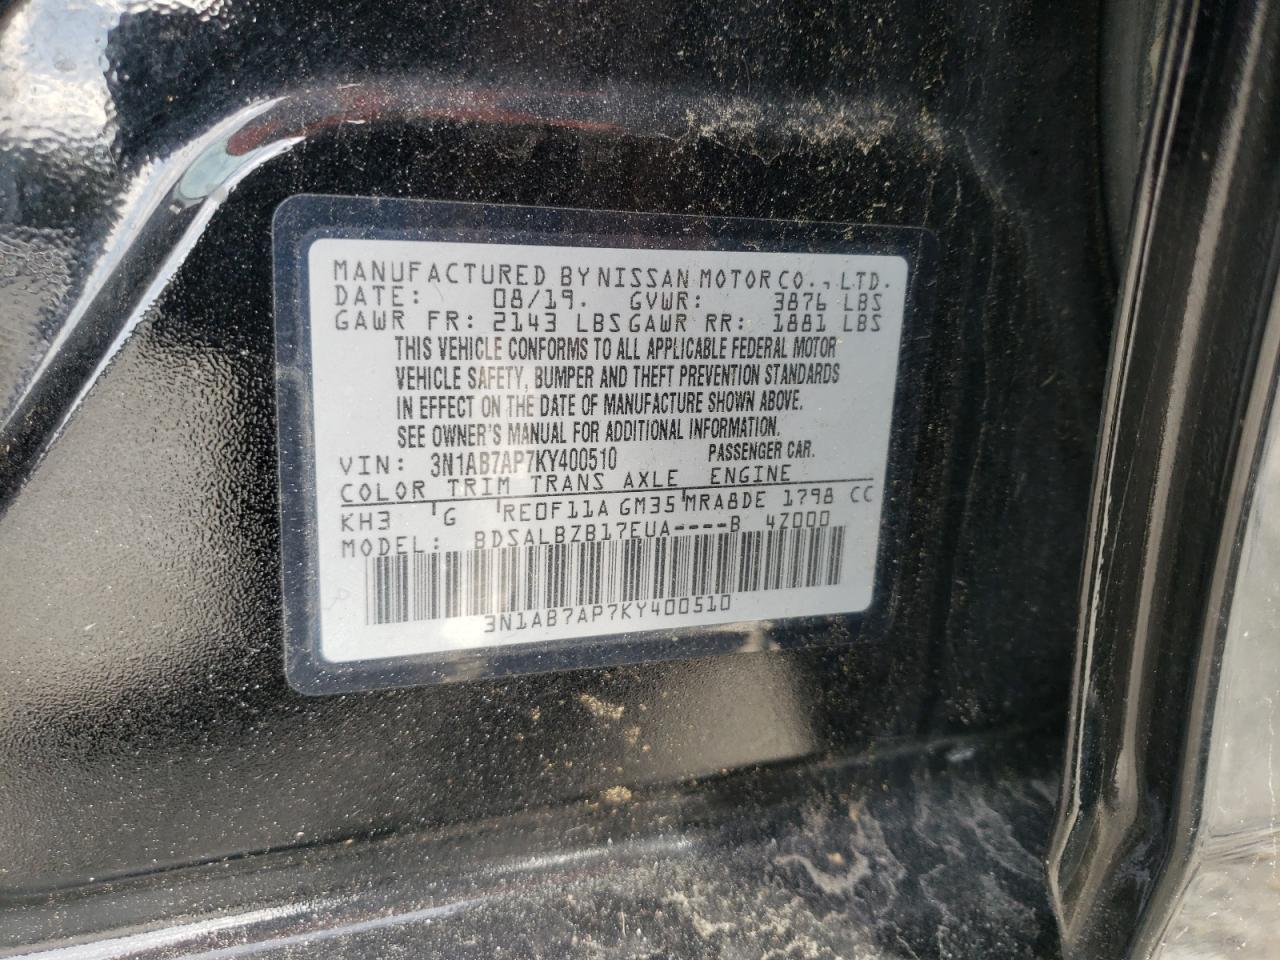 MANUFACTURED BY NISSAN MOTOR CO., LTD.
DATE: 08/19. GVWR: 3876 LBS
GAWR FR: 2143 LBS GAWR RR: 1881 LBS
THIS VEHICLE CONFORMS TO ALL APPLICABLE FEDERAL MOTOR
VEHICLE SAFETY, BUMPER AND THEFT PREVENTION STANDARDS
IN EFFECT ON THE DATE OF MANUFACTURE SHOWN ABOVE.
SEE OWNER'S MANUAL FOR ADDITIONAL INFORMATION.
VIN: 3N1AB7AP7KY400510 PASSENGER CAR.
COLOR TRIM TRANS AXLE ENGINE
KH3 G RE0F11A GM35 MRA8DE 1798 CC
MODEL: BDSALBZB17EUA----B 4Z000
3N1AB7AP7KY400510